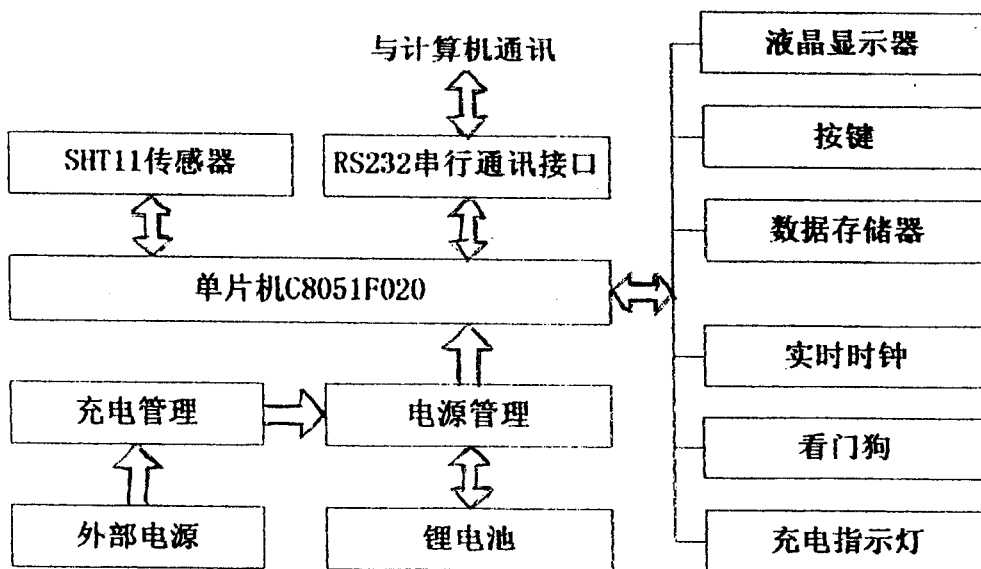 与计算机通讯
SHT11传感器
RS232串行通讯接口
单片机C8051F020
充电管理
电源管理
外部电源
锂电池
液晶显示器
按键
数据存储器
实时时钟
看门狗
充电指示灯